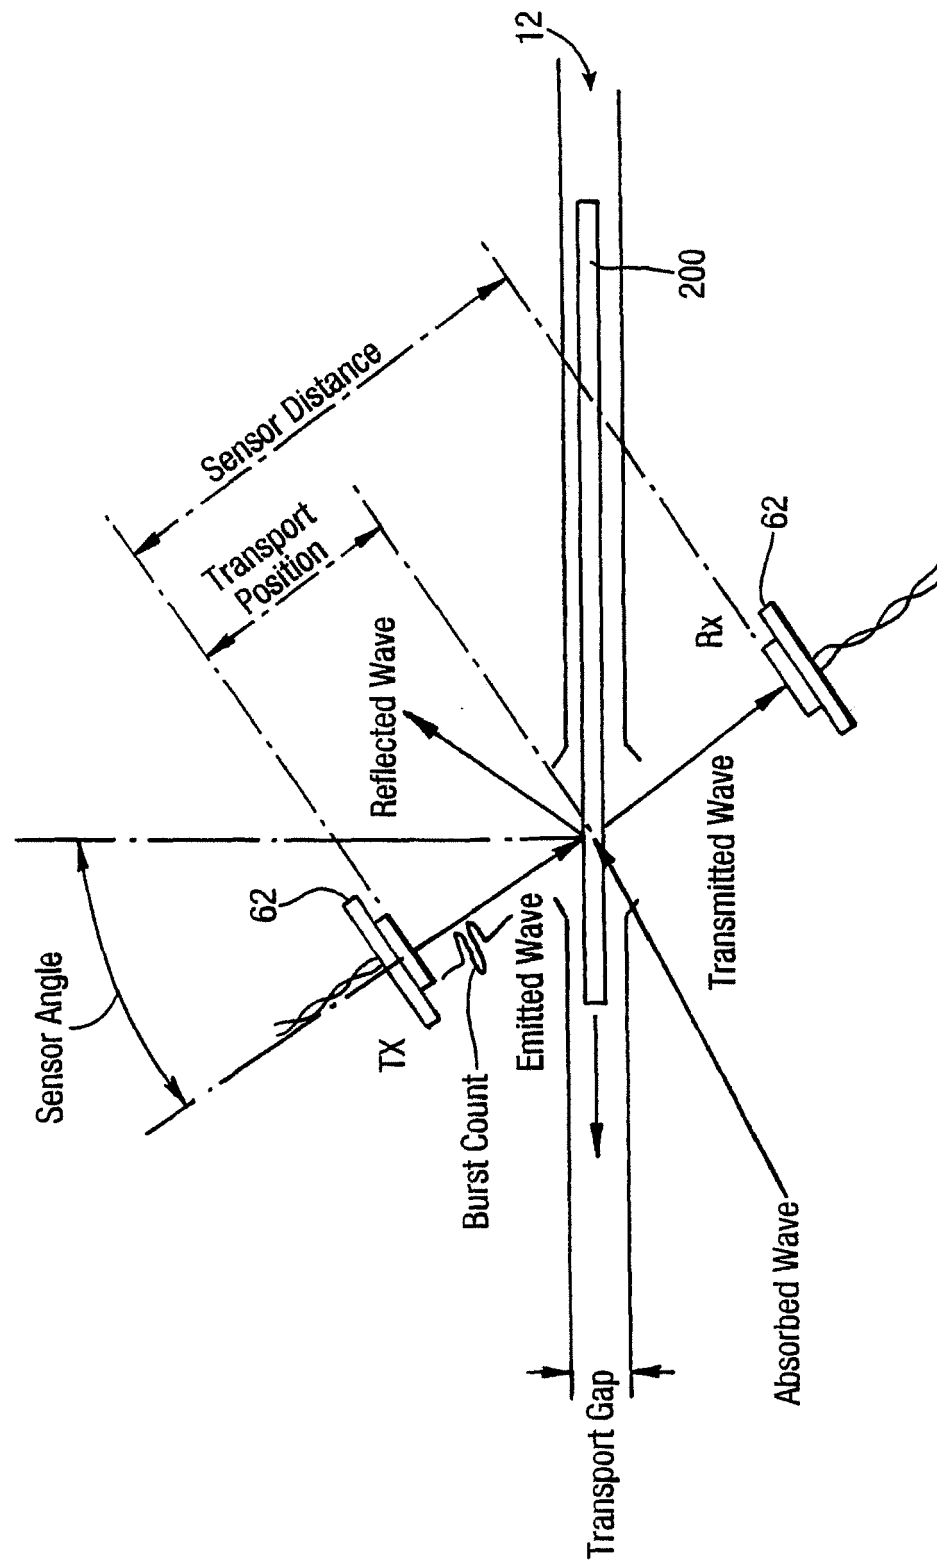 Sensor Angle
12
Sensor Distance
Transport
Position
62
Reflected Wave
200
TX
Burst Count
Emitted Wave
62
Rx
Transmitted Wave
Transport Gap
Absorbed Wave